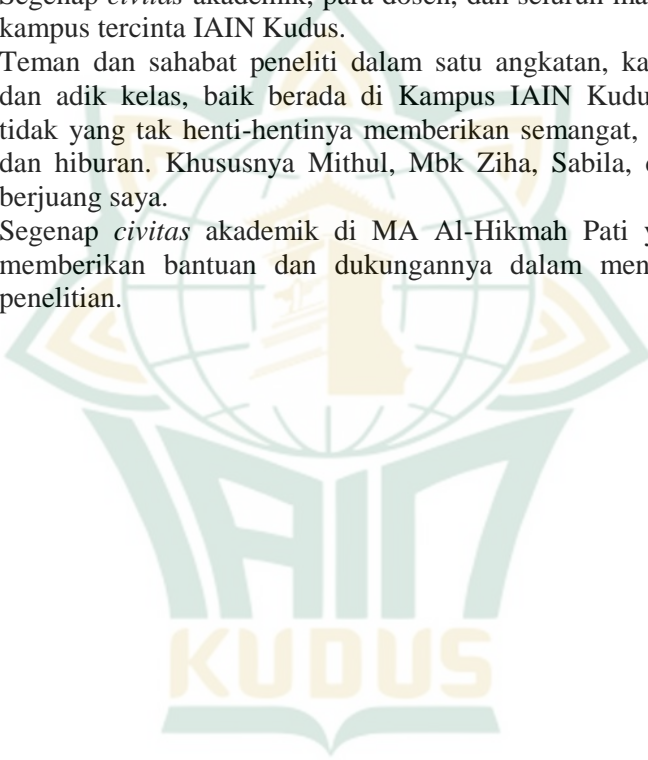 Segenap civitas akademik, para dosen, dan seluruh ma
kampus tercinta IAIN Kudus.
Teman dan sahabat peneliti dalam satu angkatan, ka
dan adik kelas, baik berada di Kampus IAIN Kudu
tidak yang tak henti-hentinya memberikan semangat,
dan hiburan. Khususnya Mithul, Mbk Ziha, Sabila,
berjuang saya.
Segenap civitas akademik di MA Al-Hikmah Pati y
memberikan bantuan dan dukungannya dalam men
penelitian.
IAIN
KUDUS